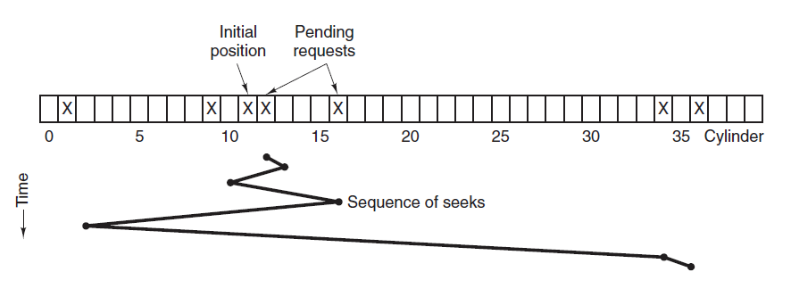 Initial position
Pending requests
X X X X X X X
0 5 10 15 20 25 30 35 Cylinder
Time
Sequence of seeks